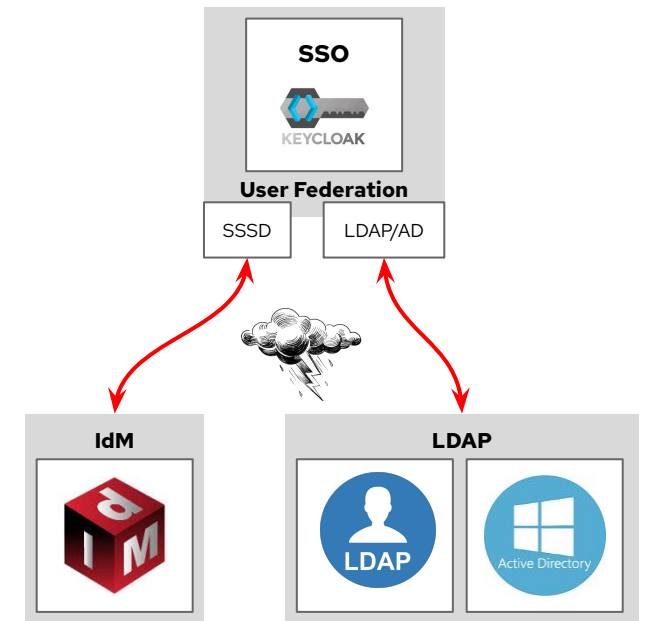 SSO
KEYCLOAK
User Federation
SSSD
LDAP/AD
IdM
LDAP
d
I M
LDAP
Active Directory